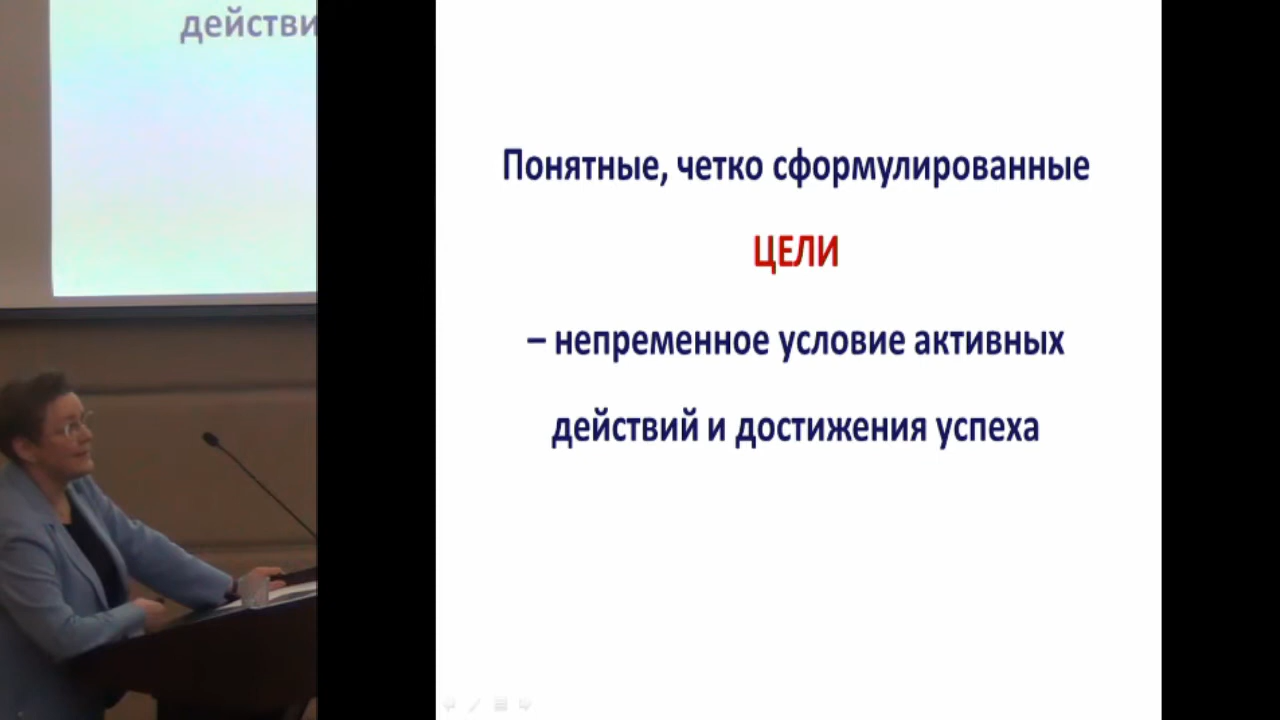 действи
Понятные, четко сформулированные
ЦЕЛИ
– непременное условие активных
действий и достижения успеха